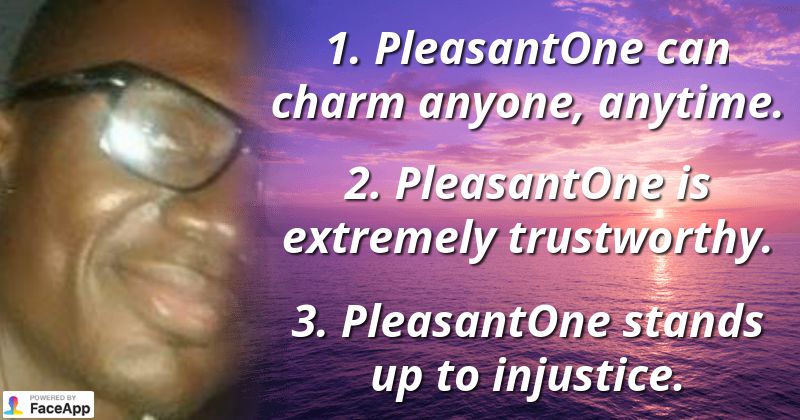 1. PleasantOne can
charm anyone, anytime.
2. PleasantOne is
extremely trustworthy.
3. PleasantOne stands
up to injustice.
POWERED BY
FaceApp